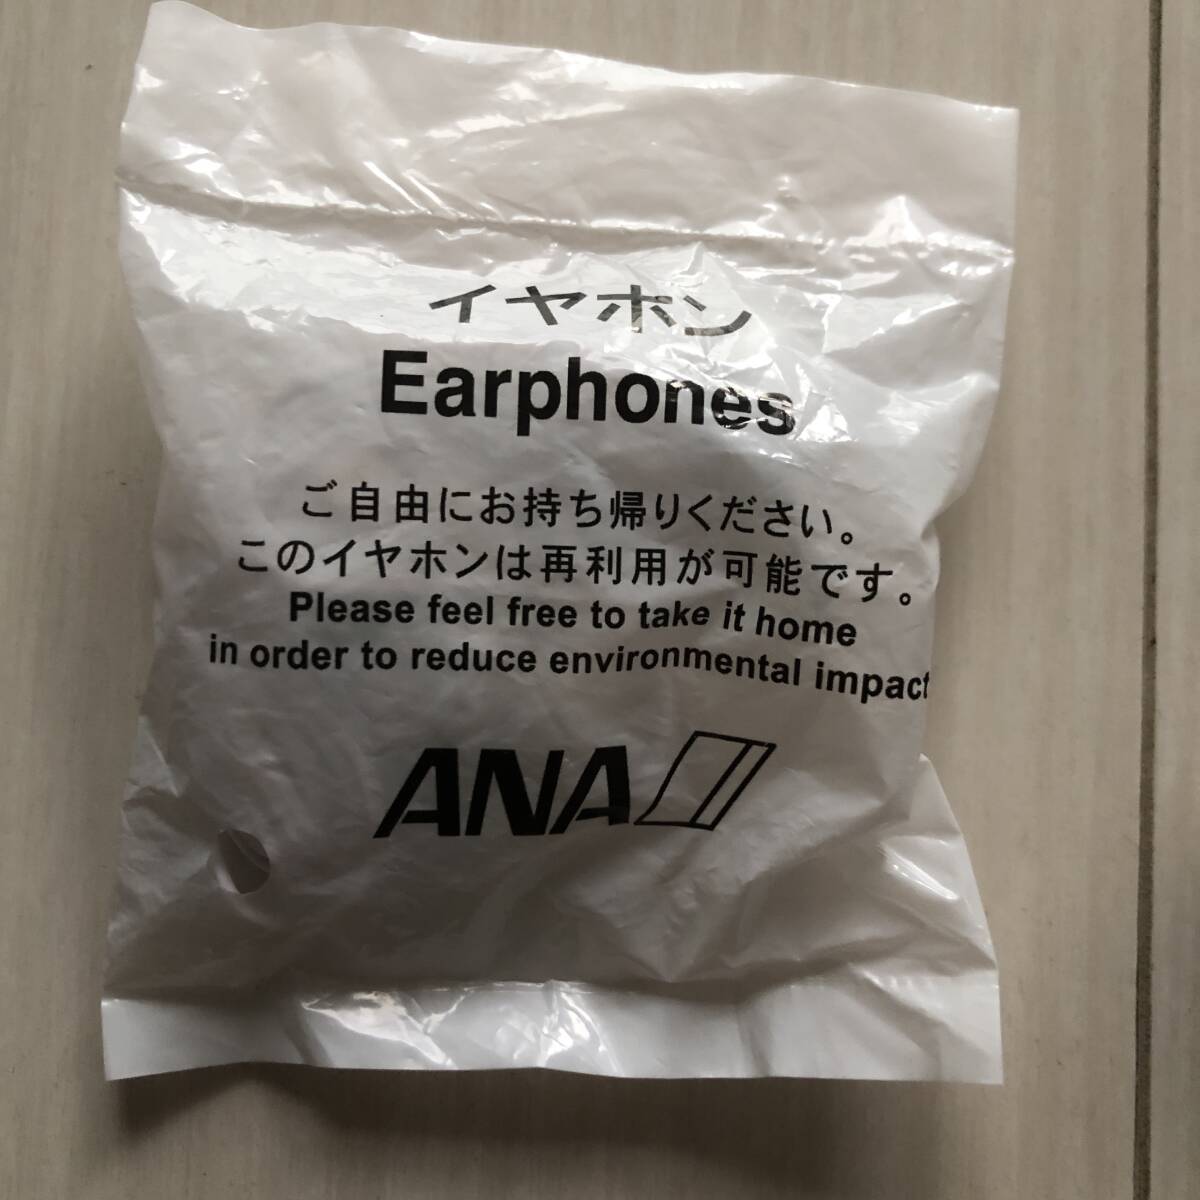 イヤホン
Earphones
ご自由にお持ち帰りください。
このイヤホンは再利用が可能です。
Please feel free to take it home
in order to reduce environmental impact
ANA